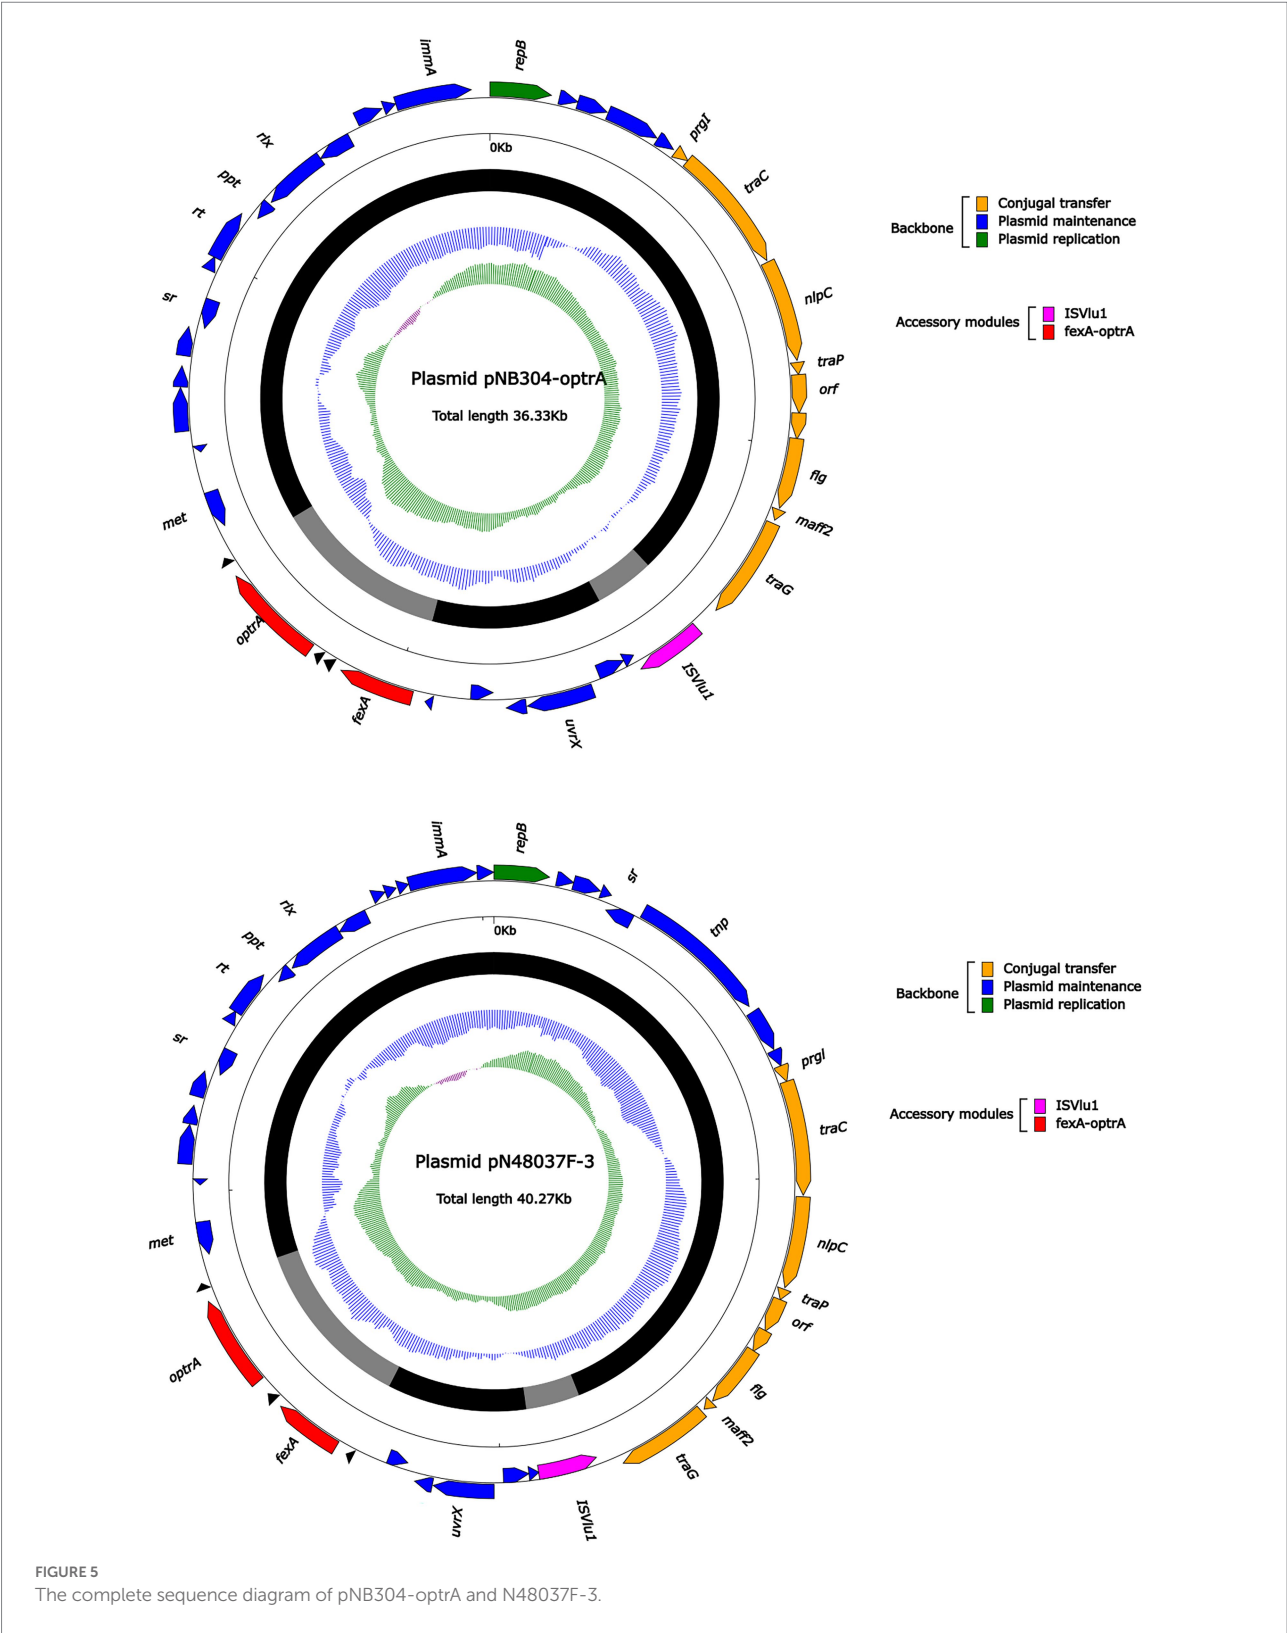 immA
repB
prgI
rlx
traC
ppt
rt
0Kb
Backbone
Conjugal transfer
Plasmid maintenance
Plasmid replication
sr
nlpC
Accessory modules
ISVlu1
fexA-optrA
traP
orf
Plasmid pNB304-optrA
Total length 36.33Kb
flg
met
maff2
traG
optrA
ISVlu1
fexA
uvrX
immA
repB
sr
tnp
rlx
ppt
rt
0Kb
Backbone
Conjugal transfer
Plasmid maintenance
Plasmid replication
sr
prgI
Accessory modules
ISVlu1
fexA-optrA
traC
Plasmid pN48037F-3
Total length 40.27Kb
met
nlpC
traP
orf
optrA
flg
maff2
fexA
traG
uvrX
ISVlu1
FIGURE 5
The complete sequence diagram of pNB304-optrA and N48037F-3.